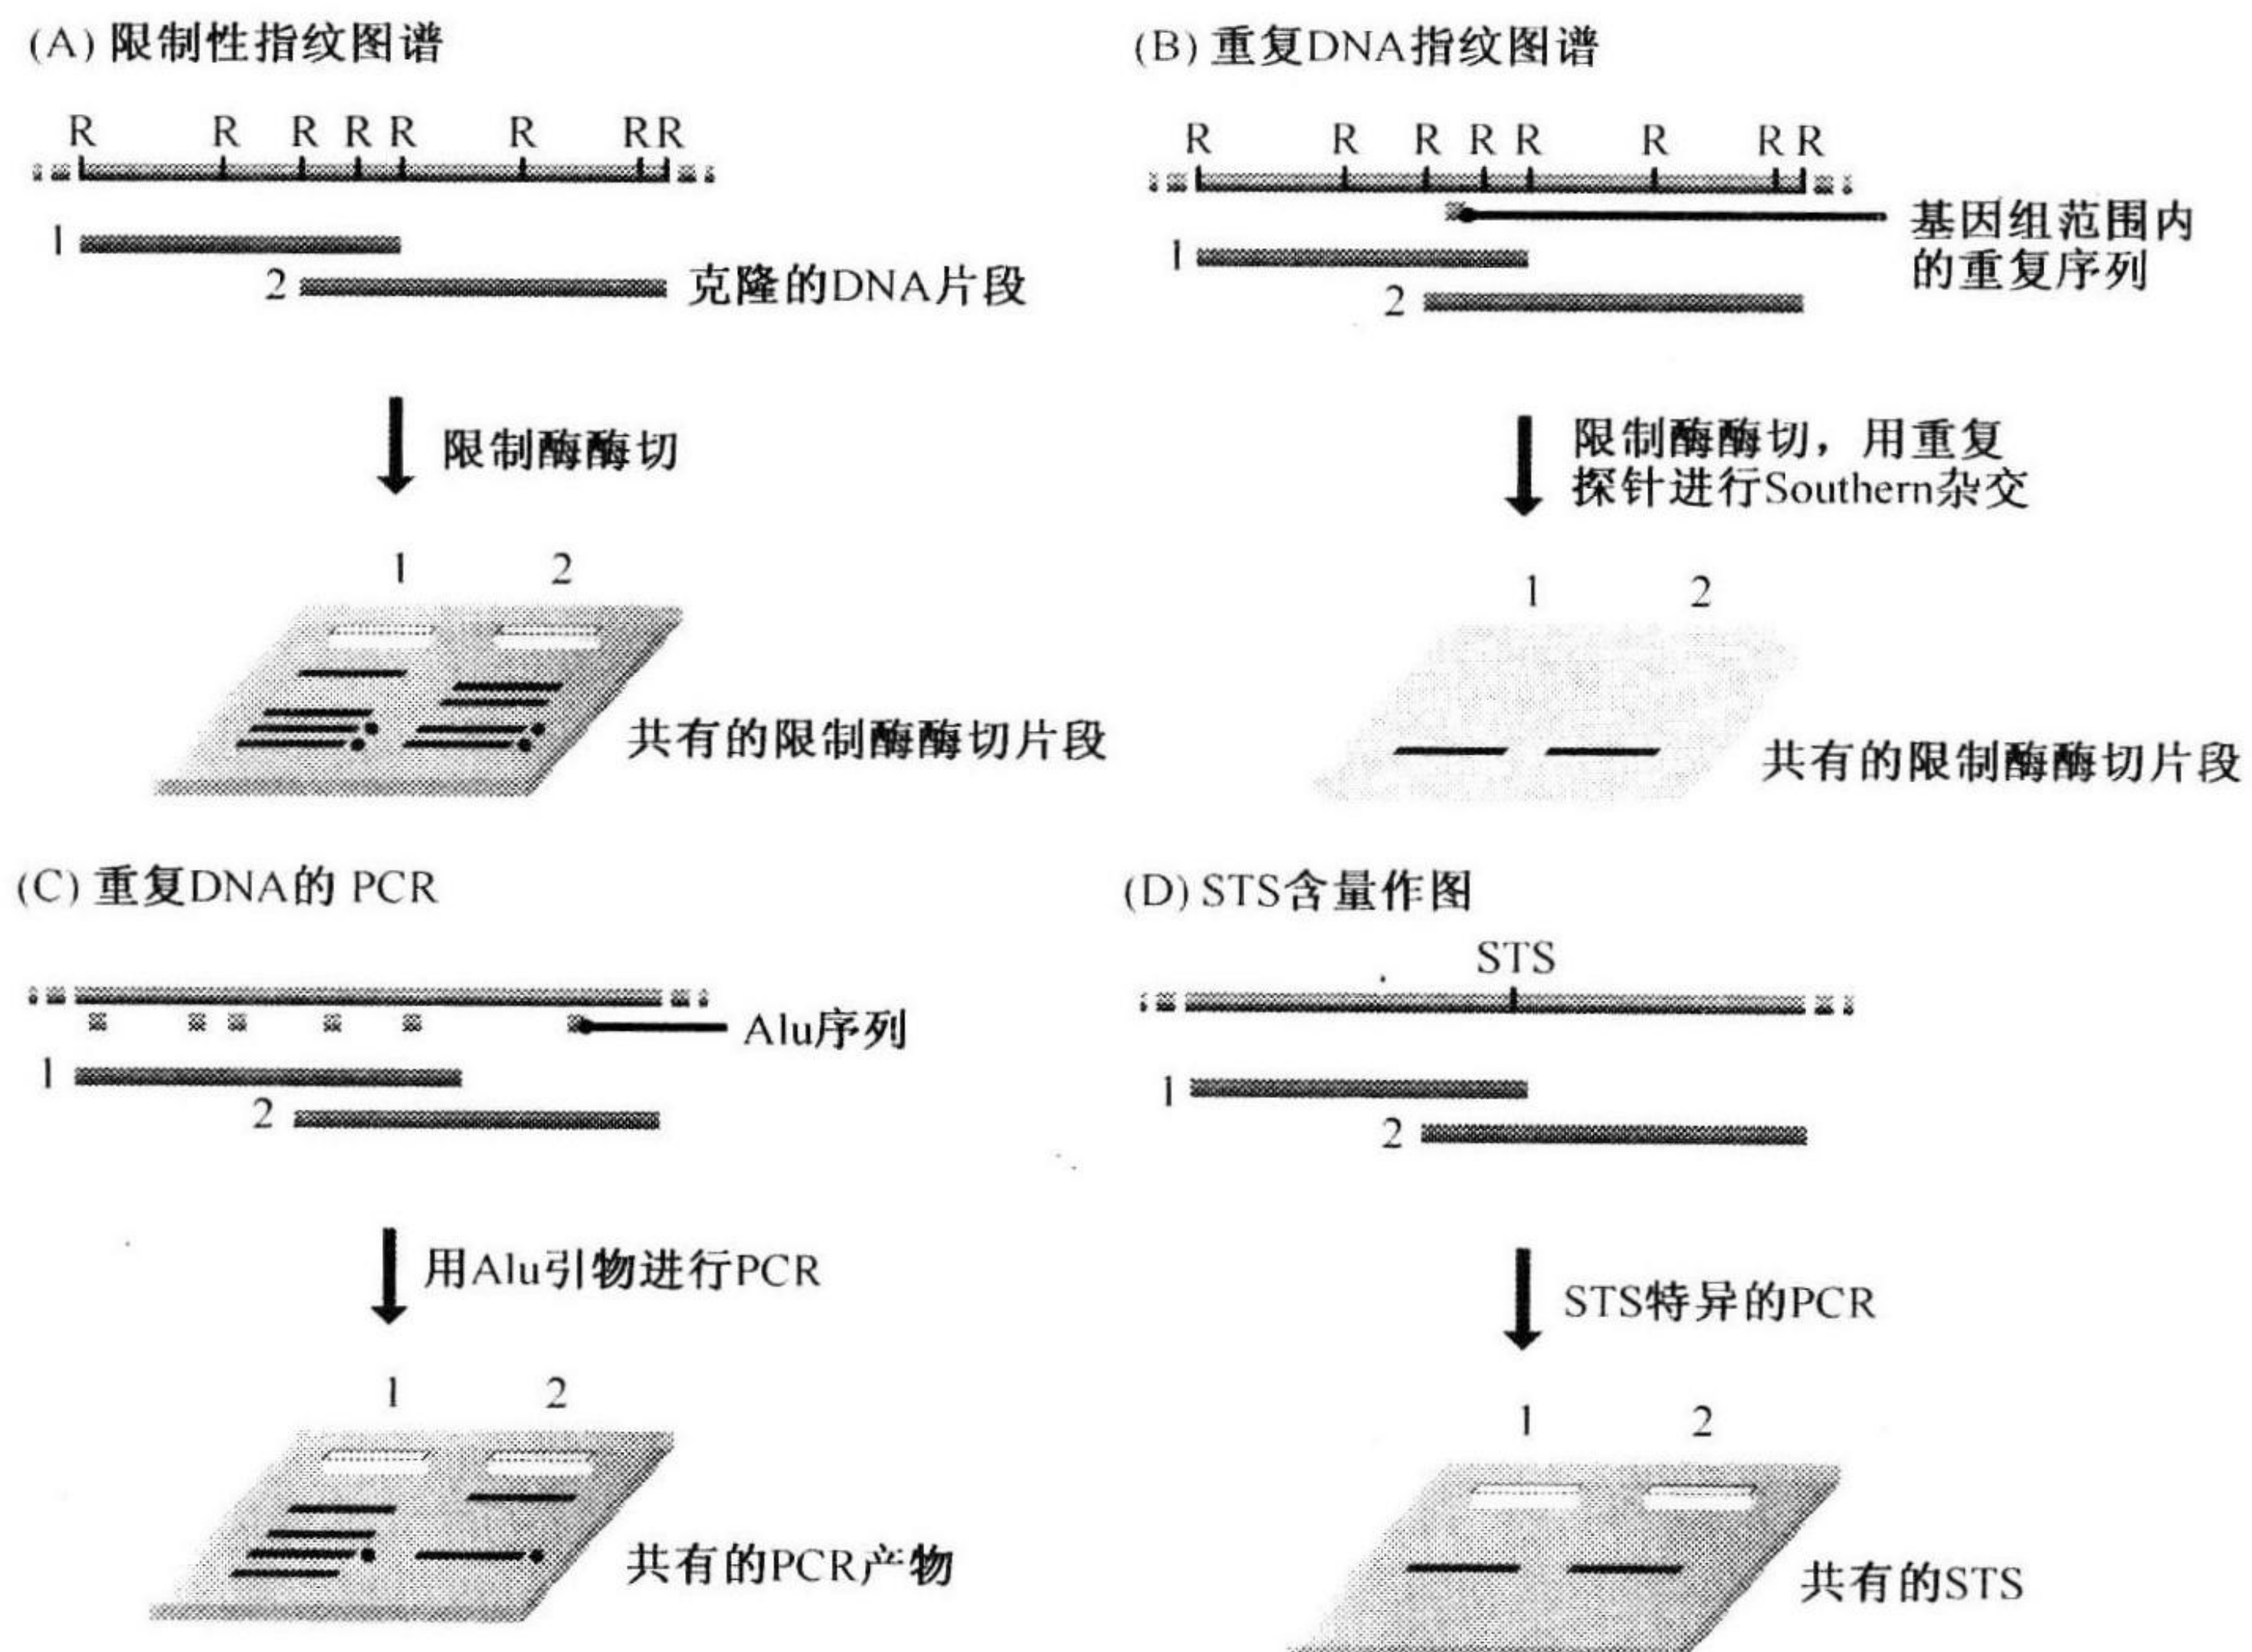 (A) 限制性指纹图谱
R R R R R R R R
1
2 克隆的DNA片段
限制酶酶切
1 2
共有的限制酶酶切片段
(B) 重复DNA指纹图谱
R R R R R R R R
基因组范围内
的重复序列
1
2
限制酶酶切，用重复
探针进行Southern杂交
1 2
共有的限制酶酶切片段
(C) 重复DNA的 PCR
Alu序列
1
2
用Alu引物进行PCR
1 2
共有的PCR产物
(D) STS含量作图
STS
1
2
STS特异的PCR
1 2
共有的STS